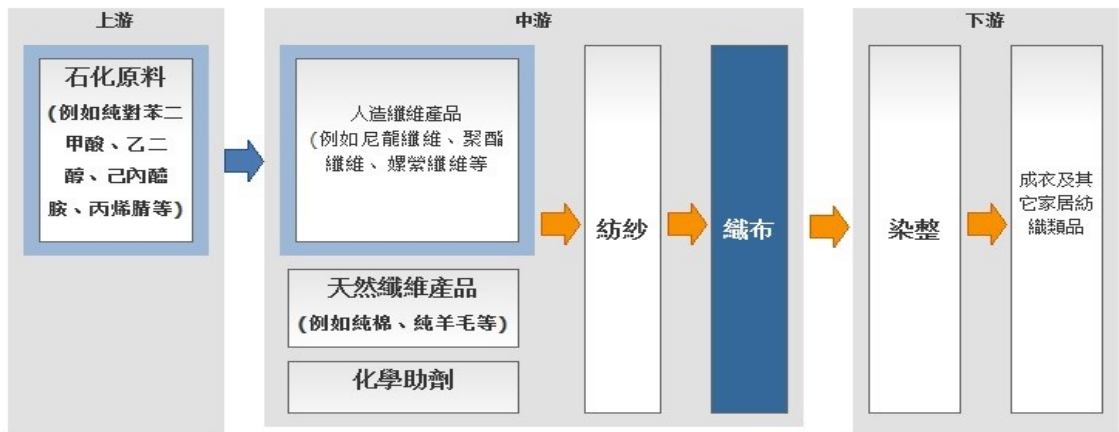 上游
石化原料
(例如純對苯二
甲酸、乙二
醇、己內醯
胺、丙烯腈等)
中游
人造纖維產品
(例如尼龍纖維、聚酯
纖維、嫘縈纖維等
天然纖維產品
(例如純棉、純羊毛等)
化學助劑
紡紗
織布
下游
染整
成衣及其
它家居紡
織類品